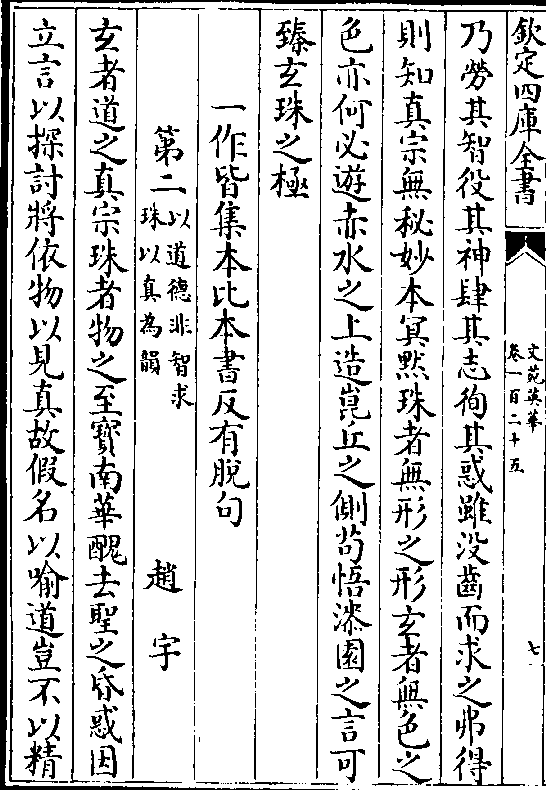 欽定四庫全書
文苑英華
卷一百二十五
七
乃勞其智役其神肆其志徇其惑雖没齒而求之弗得
則知真宗無秘妙本冥黙珠者無形之形玄者無色之
色亦何必遊赤水之上造崑丘之側苟悟漆園之言可
臻玄珠之極
一作皆集本比本書反有脱句
第二以道德非智求
珠以真為韻
趙宇
玄者道之真宗珠者物之至寶南華醜去聖之昏惑因
立言以探討將依物以見真故假名以喻道豈不以精